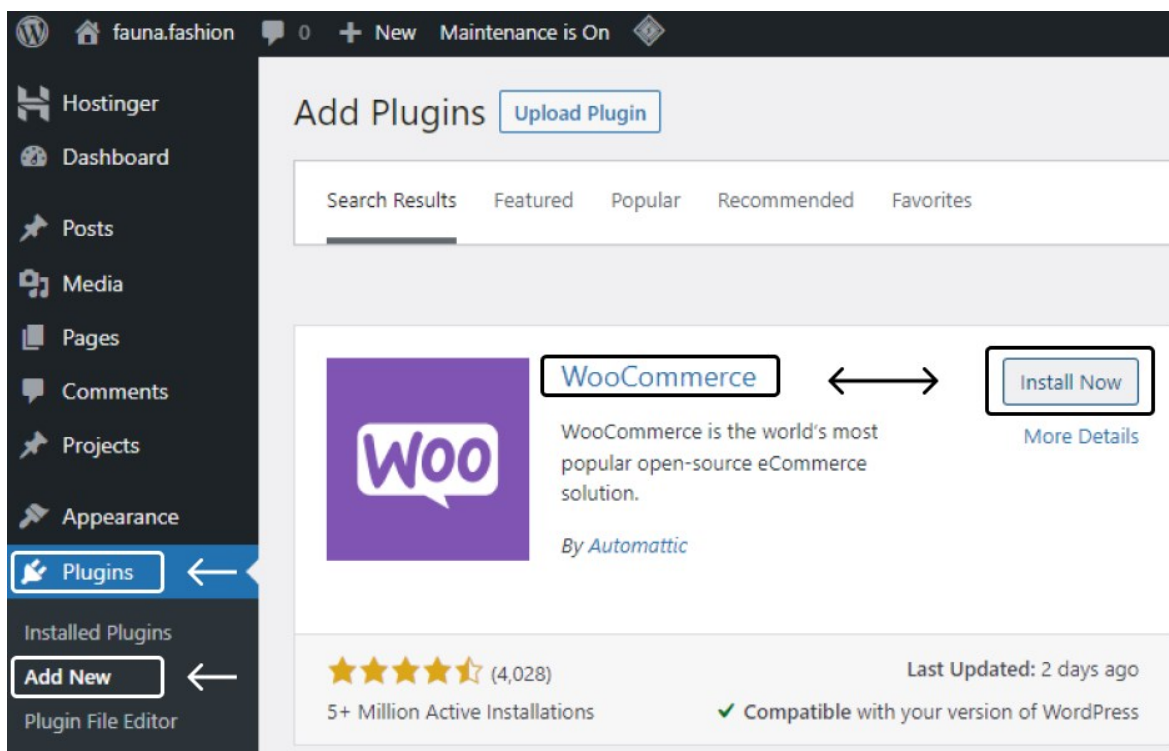 fauna.fashion 0 New Maintenance is On
Hostinger
Dashboard
Posts
Media
Pages
Comments
Projects
Appearance
Plugins
Installed Plugins
Add New
Plugin File Editor
Add Plugins Upload Plugin
Search Results Featured Popular Recommended Favorites
Woo
WooCommerce
Install Now
More Details
WooCommerce is the world's most
popular open-source eCommerce
solution.
By Automattic
(4,028)
5+ Million Active Installations
Last Updated: 2 days ago
Compatible with your version of WordPress